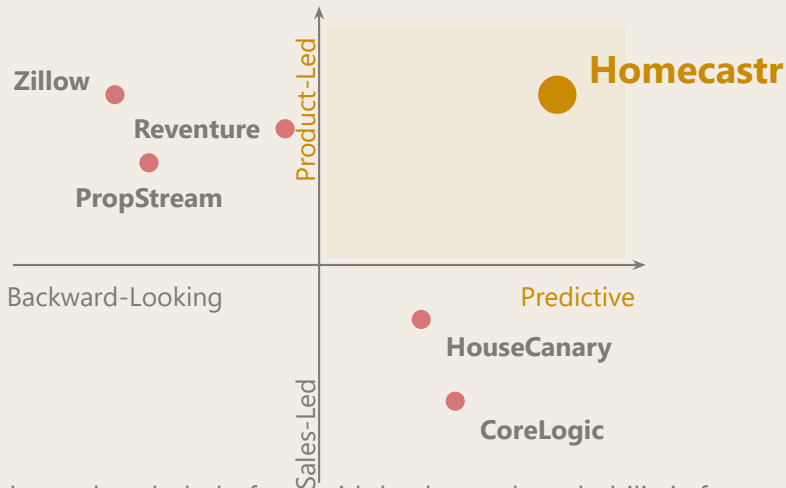 Homecastr
Zillow
Product-Led
Reventure
PropStream
Backward-Looking
Predictive
HouseCanary
Sales-Led
CoreLogic